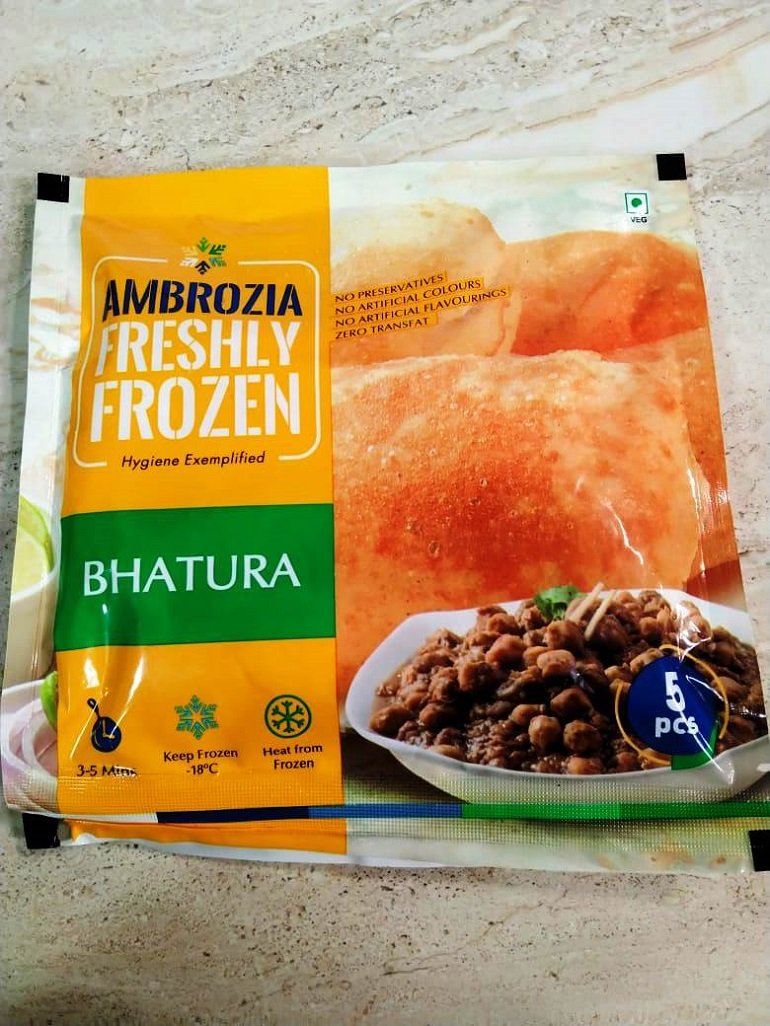 AMBROZIA
FRESHLY
FROZEN
Hygiene Exemplified
NO PRESERVATIVES
NO ARTIFICIAL COLOURS
NO ARTIFICIAL FLAVOURINGS
ZERO TRANSFAT
VEG
BHATURA
5
pcs
3-5 Mins
Keep Frozen
-18ºC
Heat from
Frozen